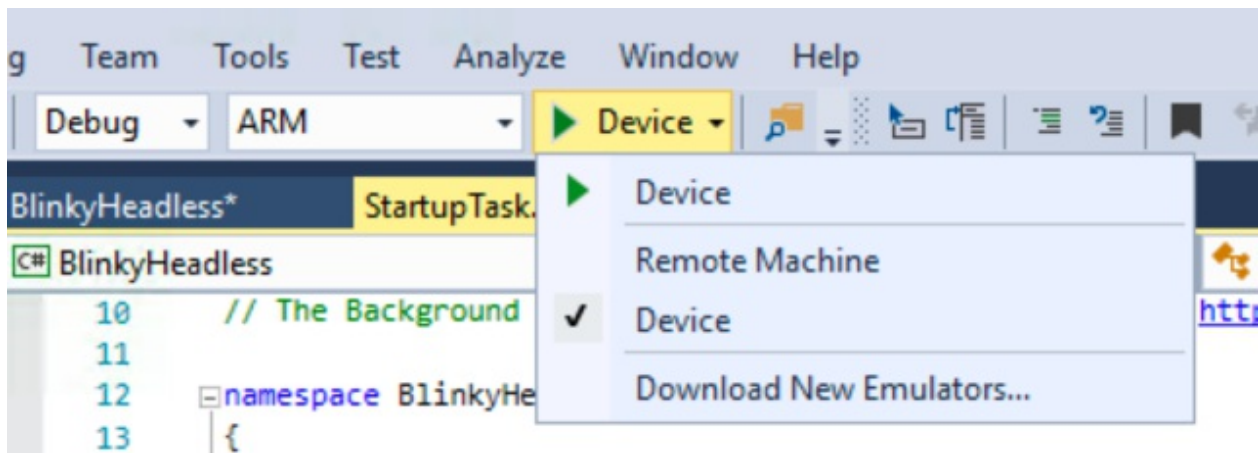 g Team Tools Test Analyze Window Help
Debug ARM Device
BlinkyHeadless* StartupTask.
Device
C# BlinkyHeadless
Remote Machine
10 // The Background
Device
http
11
12 namespace BlinkyHe
Download New Emulators...
13 {